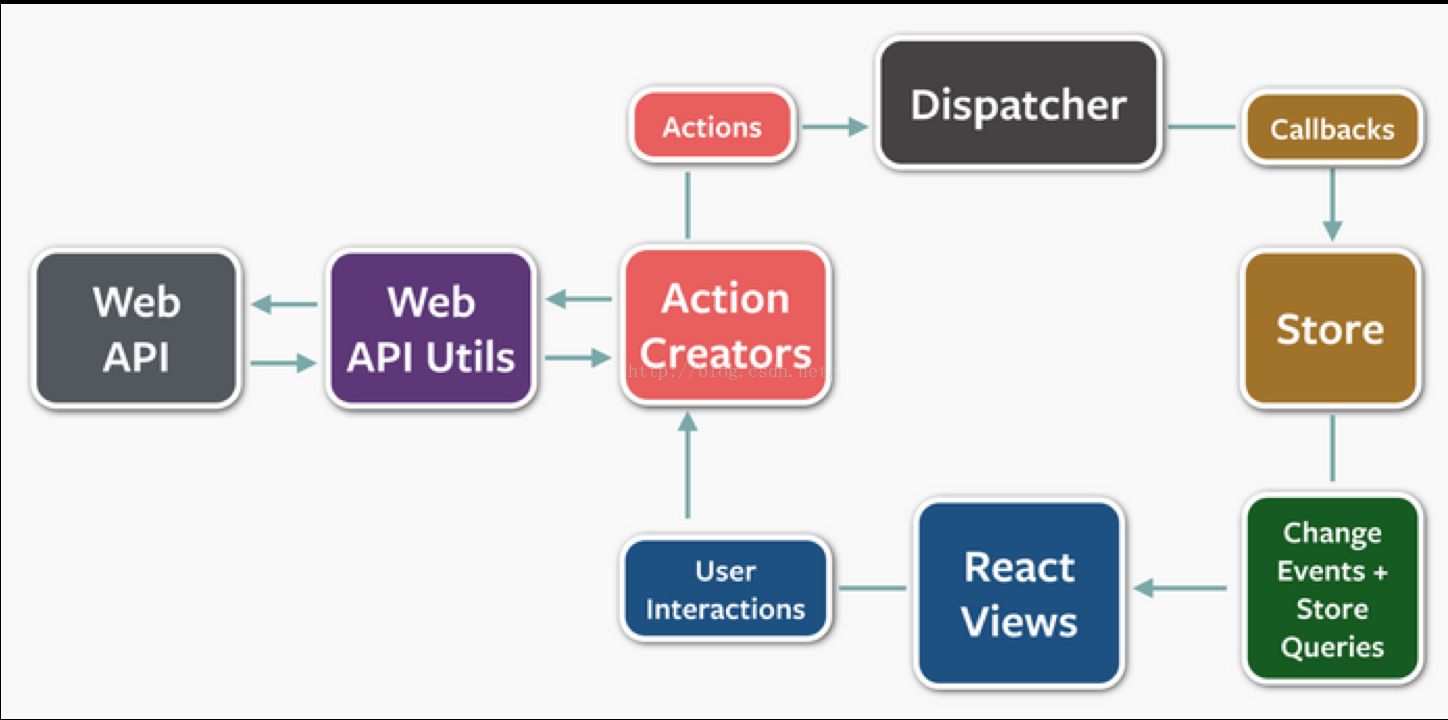 Dispatcher
Actions
Callbacks
Web
API
Web
API Utils
Action
Creators
http://blog.csdn.net
Store
User
Interactions
React
Views
Change
Events +
Store
Queries